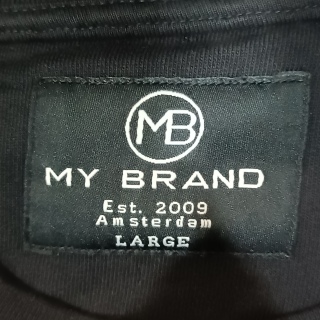 MB
MY BRAND
Est. 2009
Amsterdam
LARGE